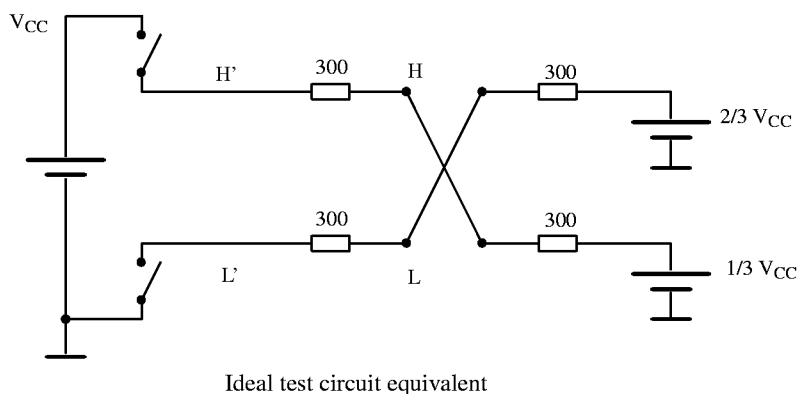 VCC
H'
300
H
300
2/3 VCC
300
L'
L
300
1/3 VCC
Ideal test circuit equivalent